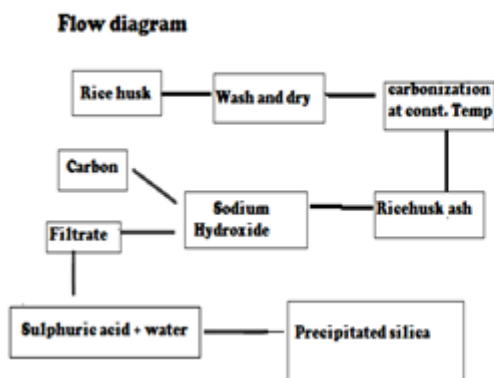 Flow diagram
Rice husk
Wash and dry
carbonization
at const. Temp
Carbon
Sodium
Hydroxide
Ricehusk ash
Filtrate
Sulphuric acid + water
Precipitated silica